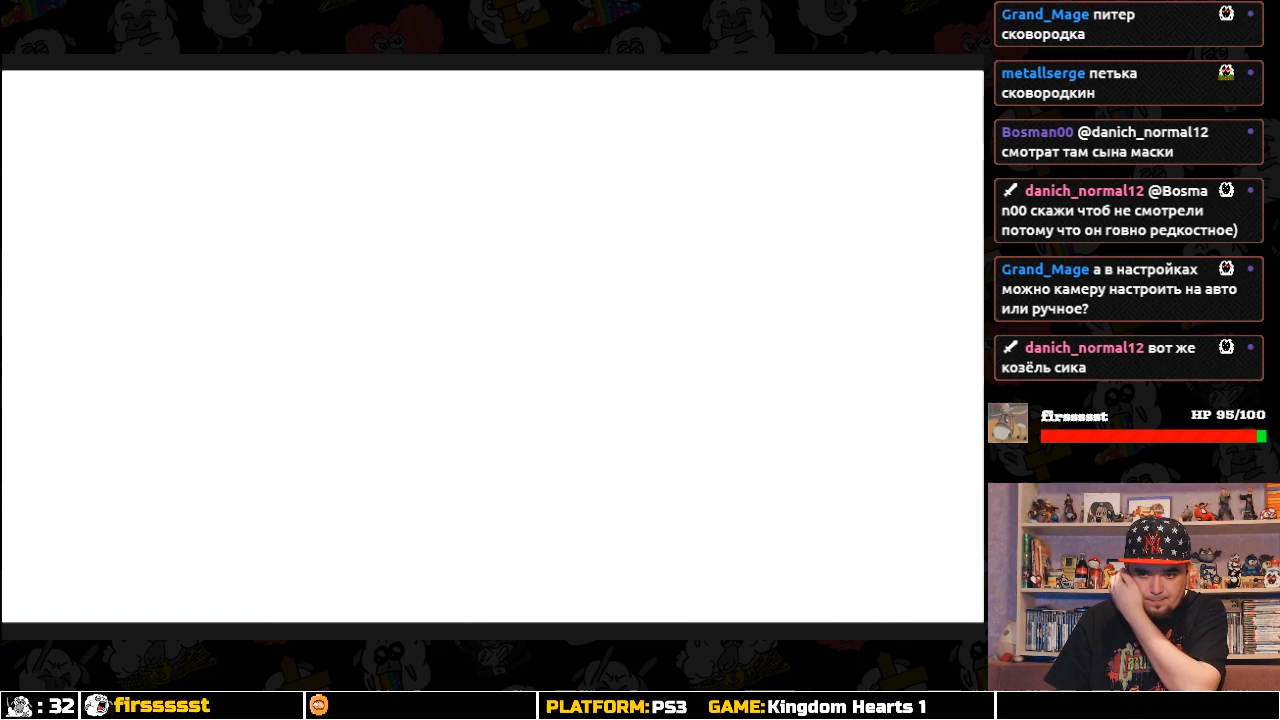 Grand_Mage питер
сковородка
metallserge петька
сковородкин
Bosman00 @danich_normal12
смотрат там сына маски
danich_normal12 @Bosma
n00 скажи чтоб не смотрели
потому что он говно редкостное)
Grand_Mage а в настройках
можно камеру настроить на авто
или ручное?
danich_normal12 вот же
козёль сика
firssssst HP 95/100
: 32 firssssst PLATFORM:PS3 GAME:Kingdom Hearts 1